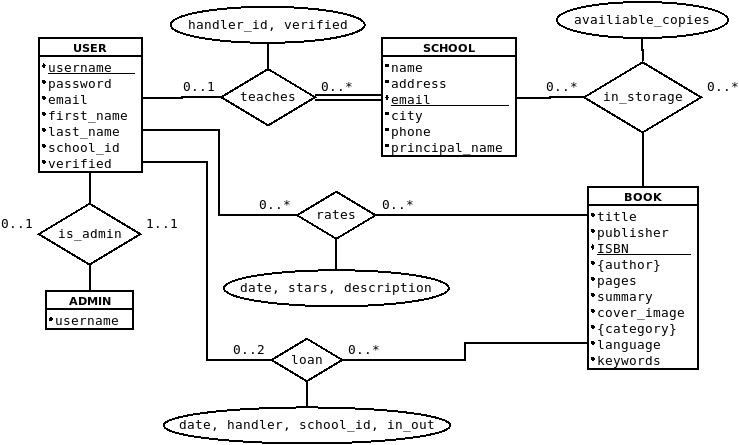 handler_id, verified
availiable_copies
USER
username
password
email
first_name
last_name
school_id
verified
0..1
teaches
0..*
SCHOOL
name
address
email
city
phone
principal_name
0..*
in_storage
0..*
0..1
is_admin
1..1
ADMIN
username
0..*
rates
0..*
date, stars, description
BOOK
title
publisher
ISBN
{author}
pages
summary
cover_image
{category}
language
keywords
0..2
loan
0..*
date, handler, school_id, in_out